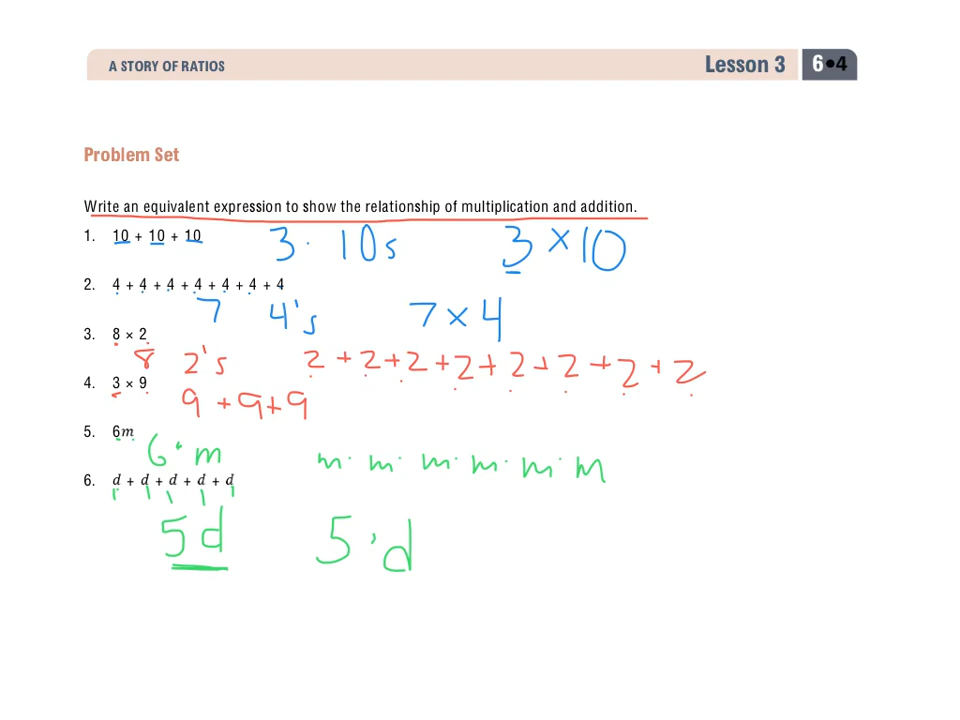 A STORY OF RATIOS Lesson 3 6•4
Problem Set
Write an equivalent expression to show the relationship of multiplication and addition.
1. 10 + 10 + 10 3 · 10s 3 × 10
2. 4 + 4 + 4 + 4 + 4 + 4 + 4
7 4's 7 × 4
3. 8 × 2
8 2's 2 + 2 + 2 + 2 + 2 + 2 + 2 + 2
4. 3 × 9
9 + 9 + 9
5. 6m
6 · m m · m · m · m · m · m
6. d + d + d + d + d
5d 5 · d